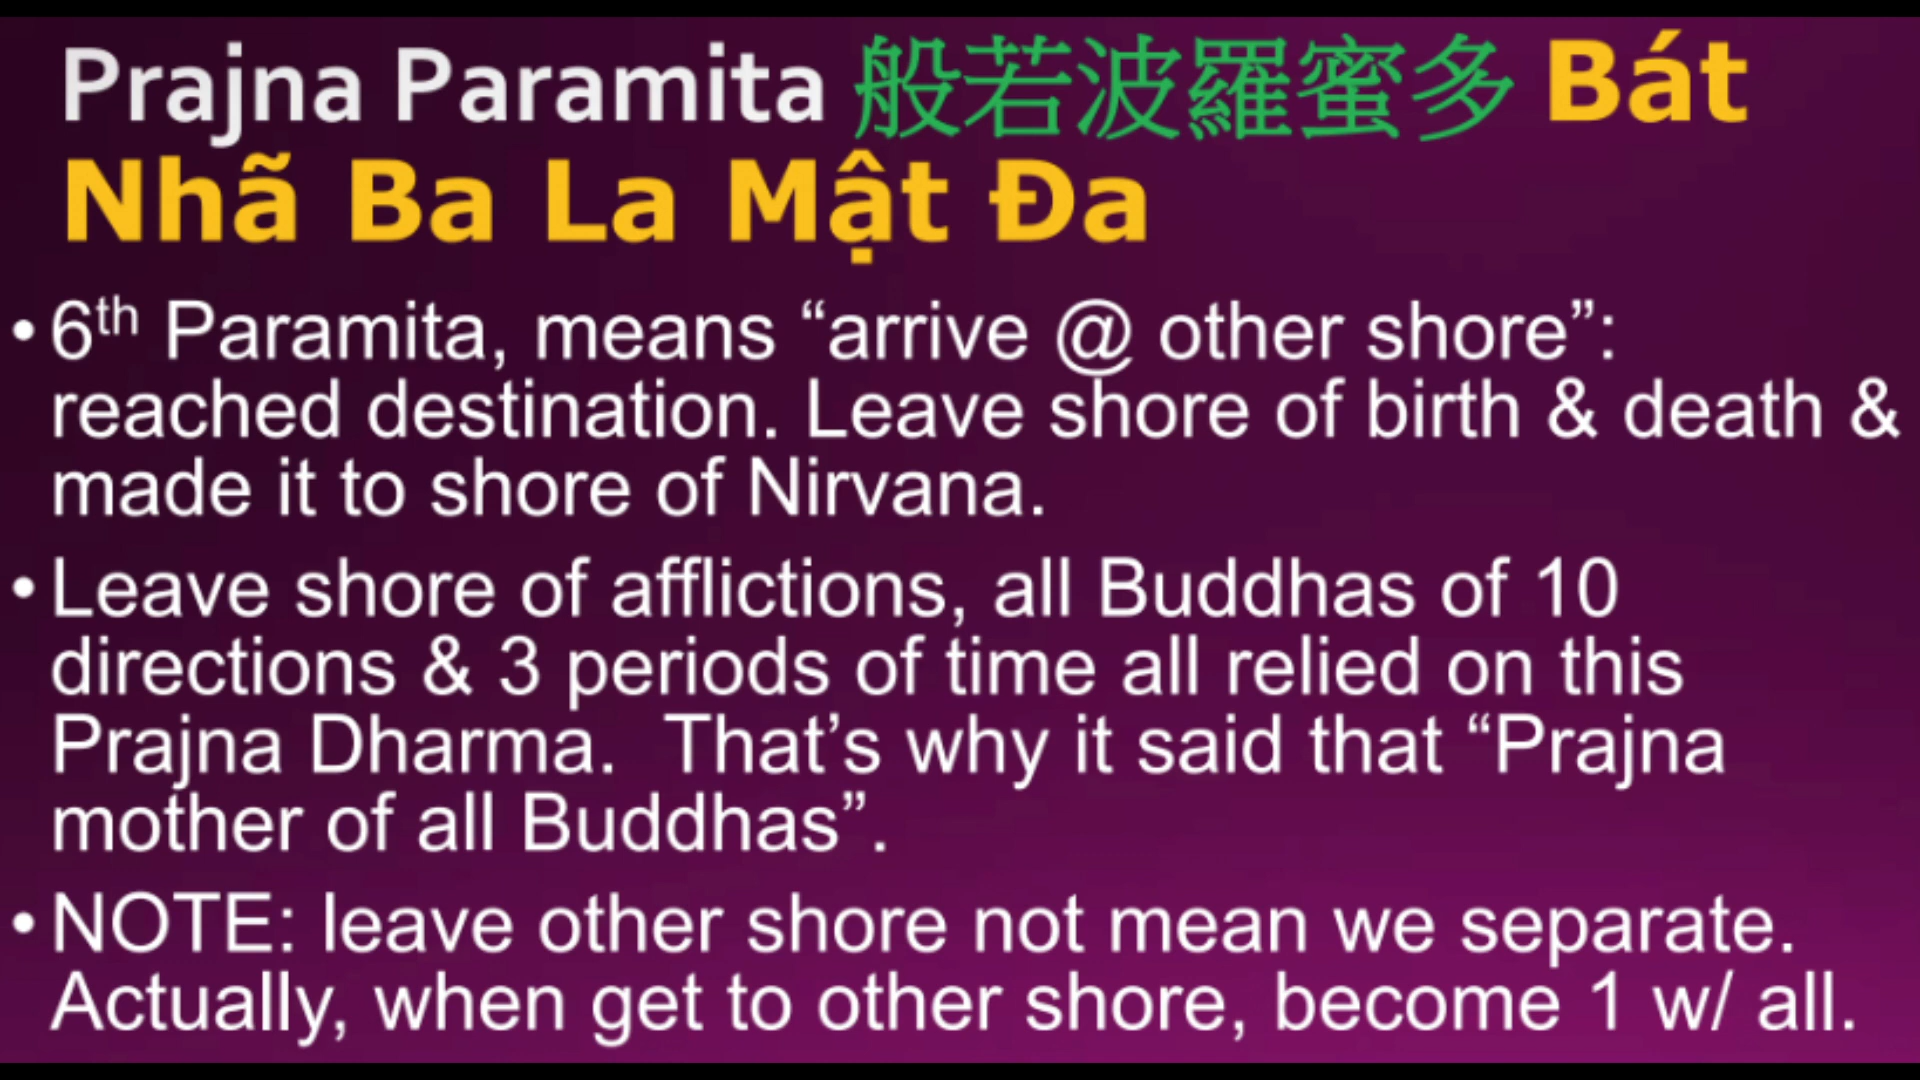 Prajna Paramita 般若波羅蜜多 Bát
Nhã Ba La Mật Đa
• 6th Paramita, means “arrive @ other shore”:
reached destination. Leave shore of birth & death &
made it to shore of Nirvana.
• Leave shore of afflictions, all Buddhas of 10
directions & 3 periods of time all relied on this
Prajna Dharma.  That’s why it said that “Prajna
mother of all Buddhas”.
• NOTE: leave other shore not mean we separate.
Actually, when get to other shore, become 1 w/ all.